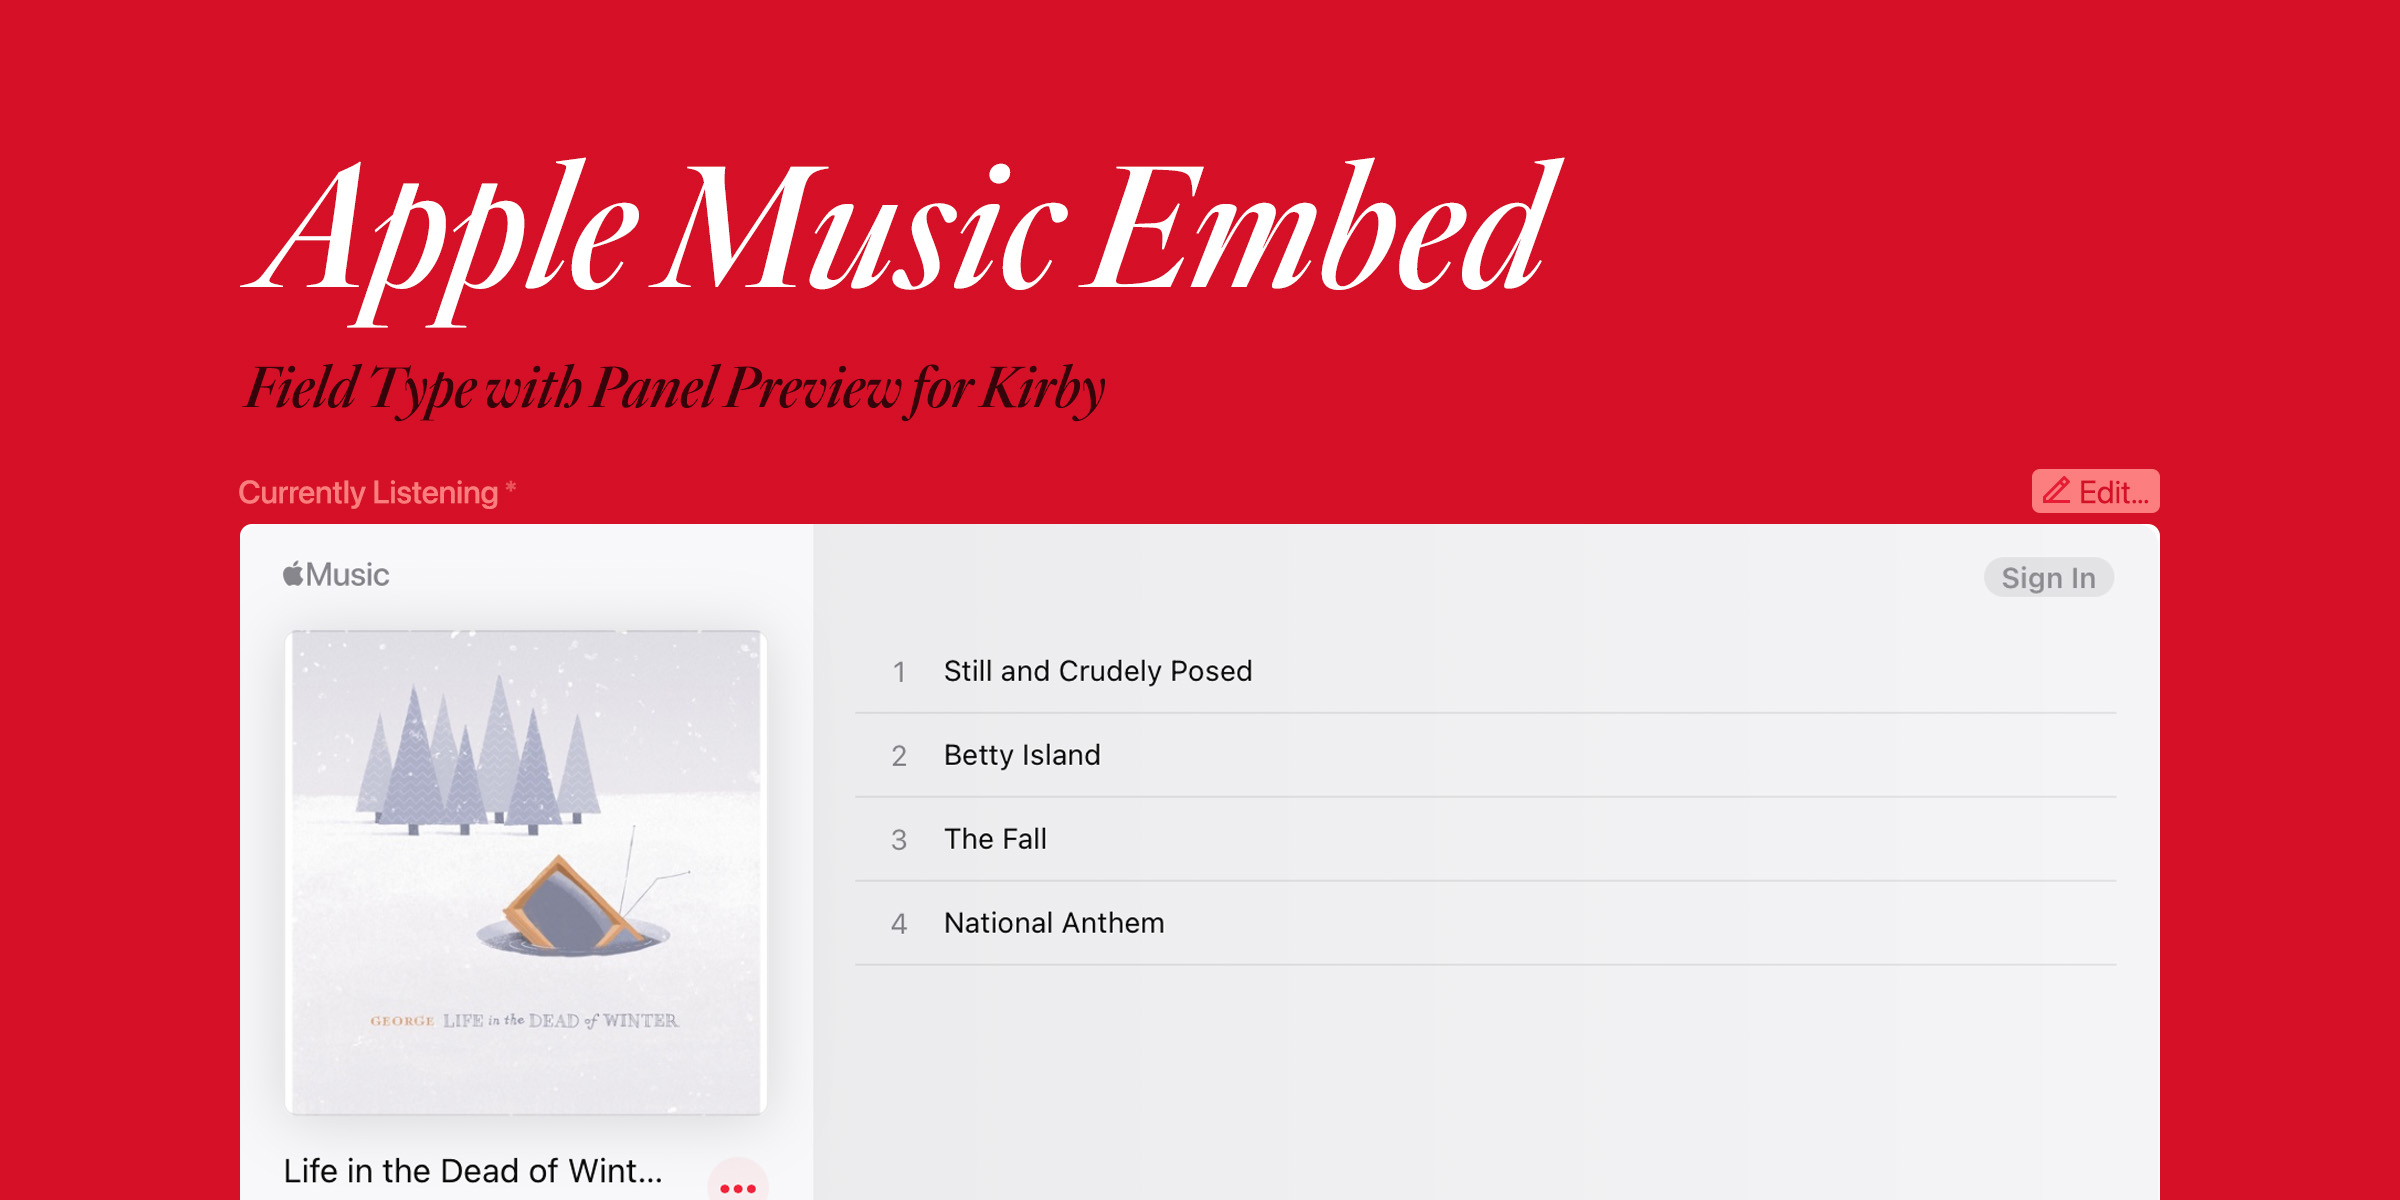 Apple Music Embed
Field Type with Panel Preview for Kirby
Currently Listening *
Edit...
Music
Sign In
1 Still and Crudely Posed
2 Betty Island
3 The Fall
4 National Anthem
GEORGE LIFE in the DEAD of WINTER
Life in the Dead of Wint...